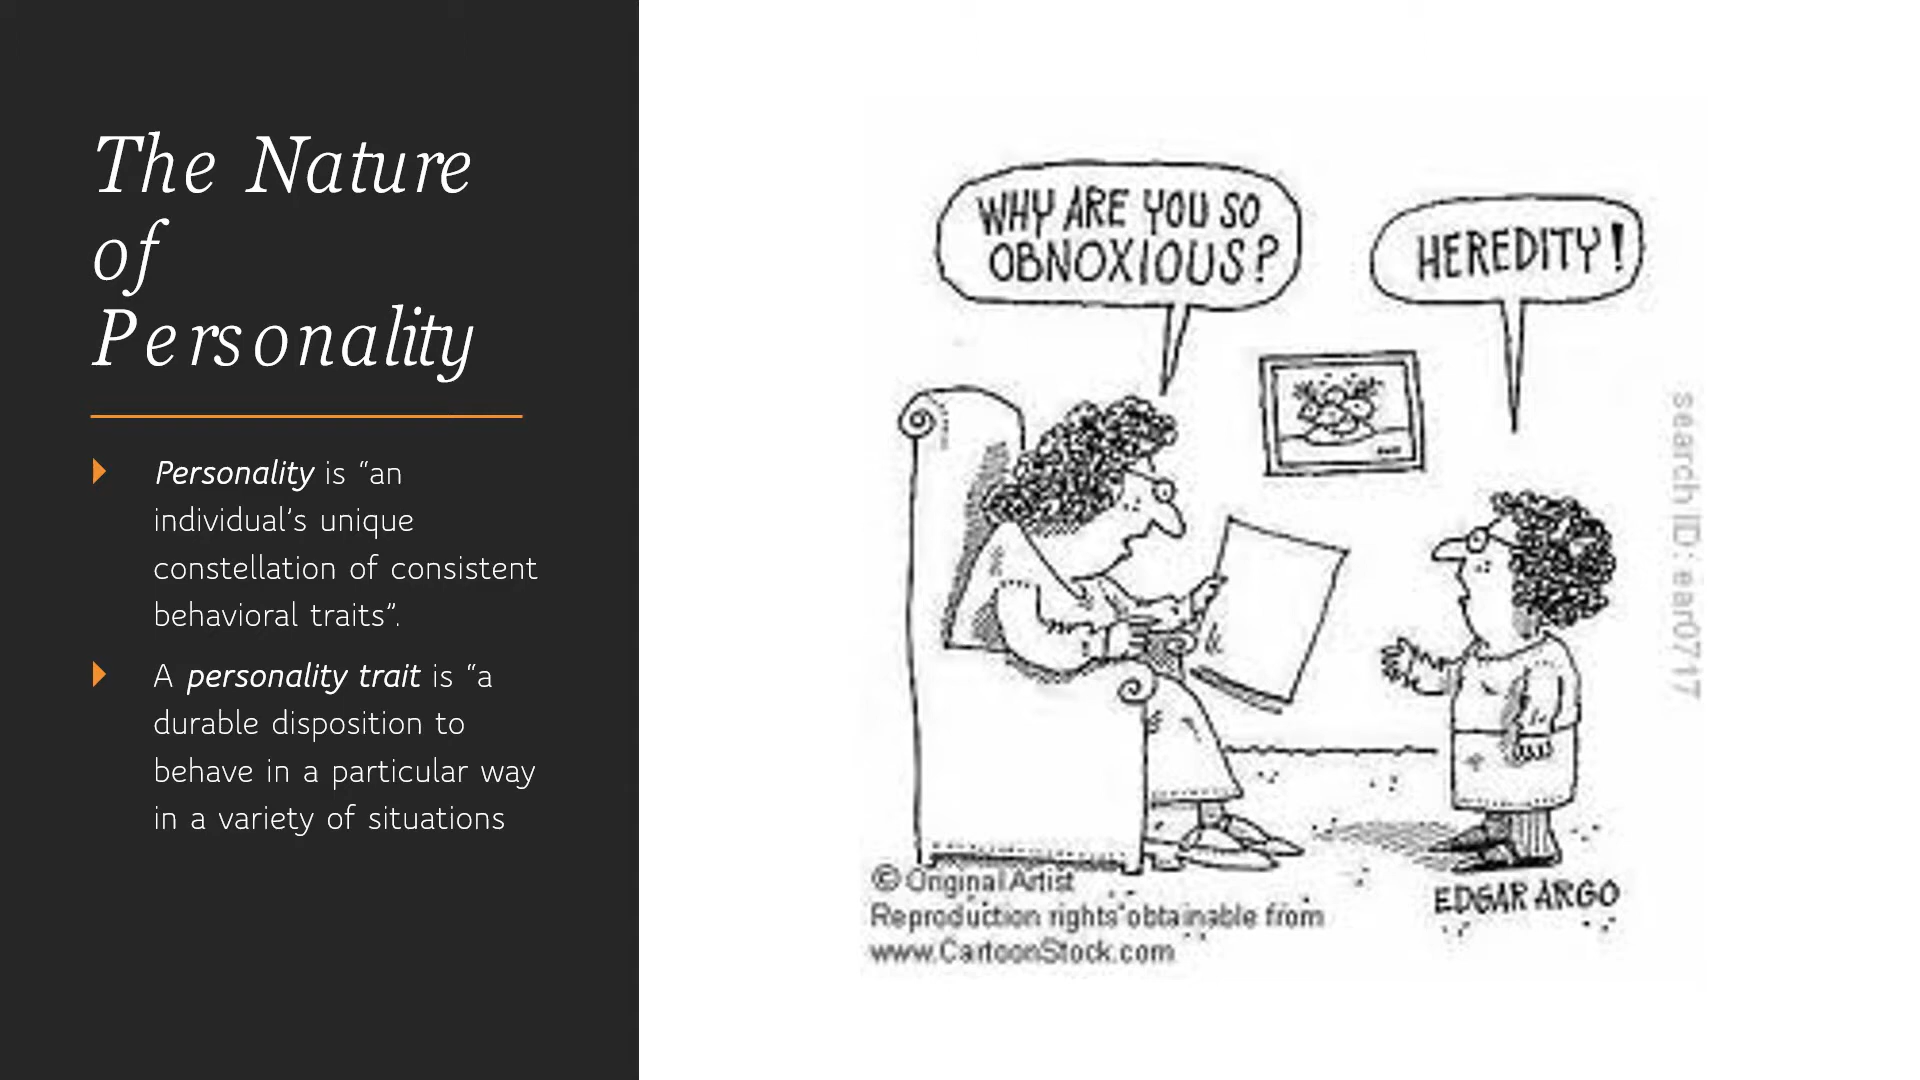 The Nature
of
Personality
Personality is “an
individual’s unique
constellation of consistent
behavioral traits”.
A personality trait is “a
durable disposition to
behave in a particular way
in a variety of situations
WHY ARE YOU SO
OBNOXIOUS?
HEREDITY!
search ID: ear0717
© Original Artist
Reproduction rights obtainable from
www.CartoonStock.com
EDGAR ARGO